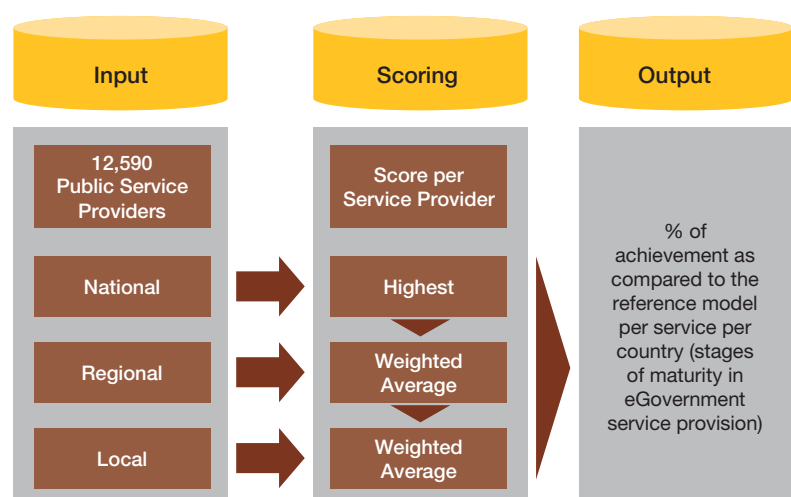 Input
Scoring
Output
12,590
Public Service
Providers
Score per
Service Provider
National
Highest
Regional
Weighted
Average
Local
Weighted
Average
% of
achievement as
compared to the
reference model
per service per
country (stages
of maturity in
eGovernment
service provision)